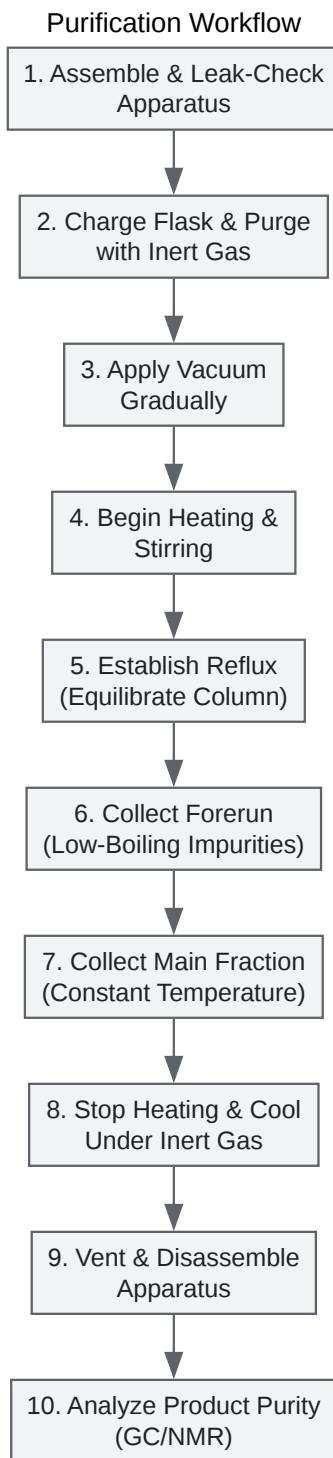 Purification Workflow
1. Assemble & Leak-Check
Apparatus
2. Charge Flask & Purge
with Inert Gas
3. Apply Vacuum
Gradually
4. Begin Heating &
Stirring
5. Establish Reflux
(Equilibrate Column)
6. Collect Forerun
(Low-Boiling Impurities)
7. Collect Main Fraction
(Constant Temperature)
8. Stop Heating & Cool
Under Inert Gas
9. Vent & Disassemble
Apparatus
10. Analyze Product Purity
(GC/NMR)